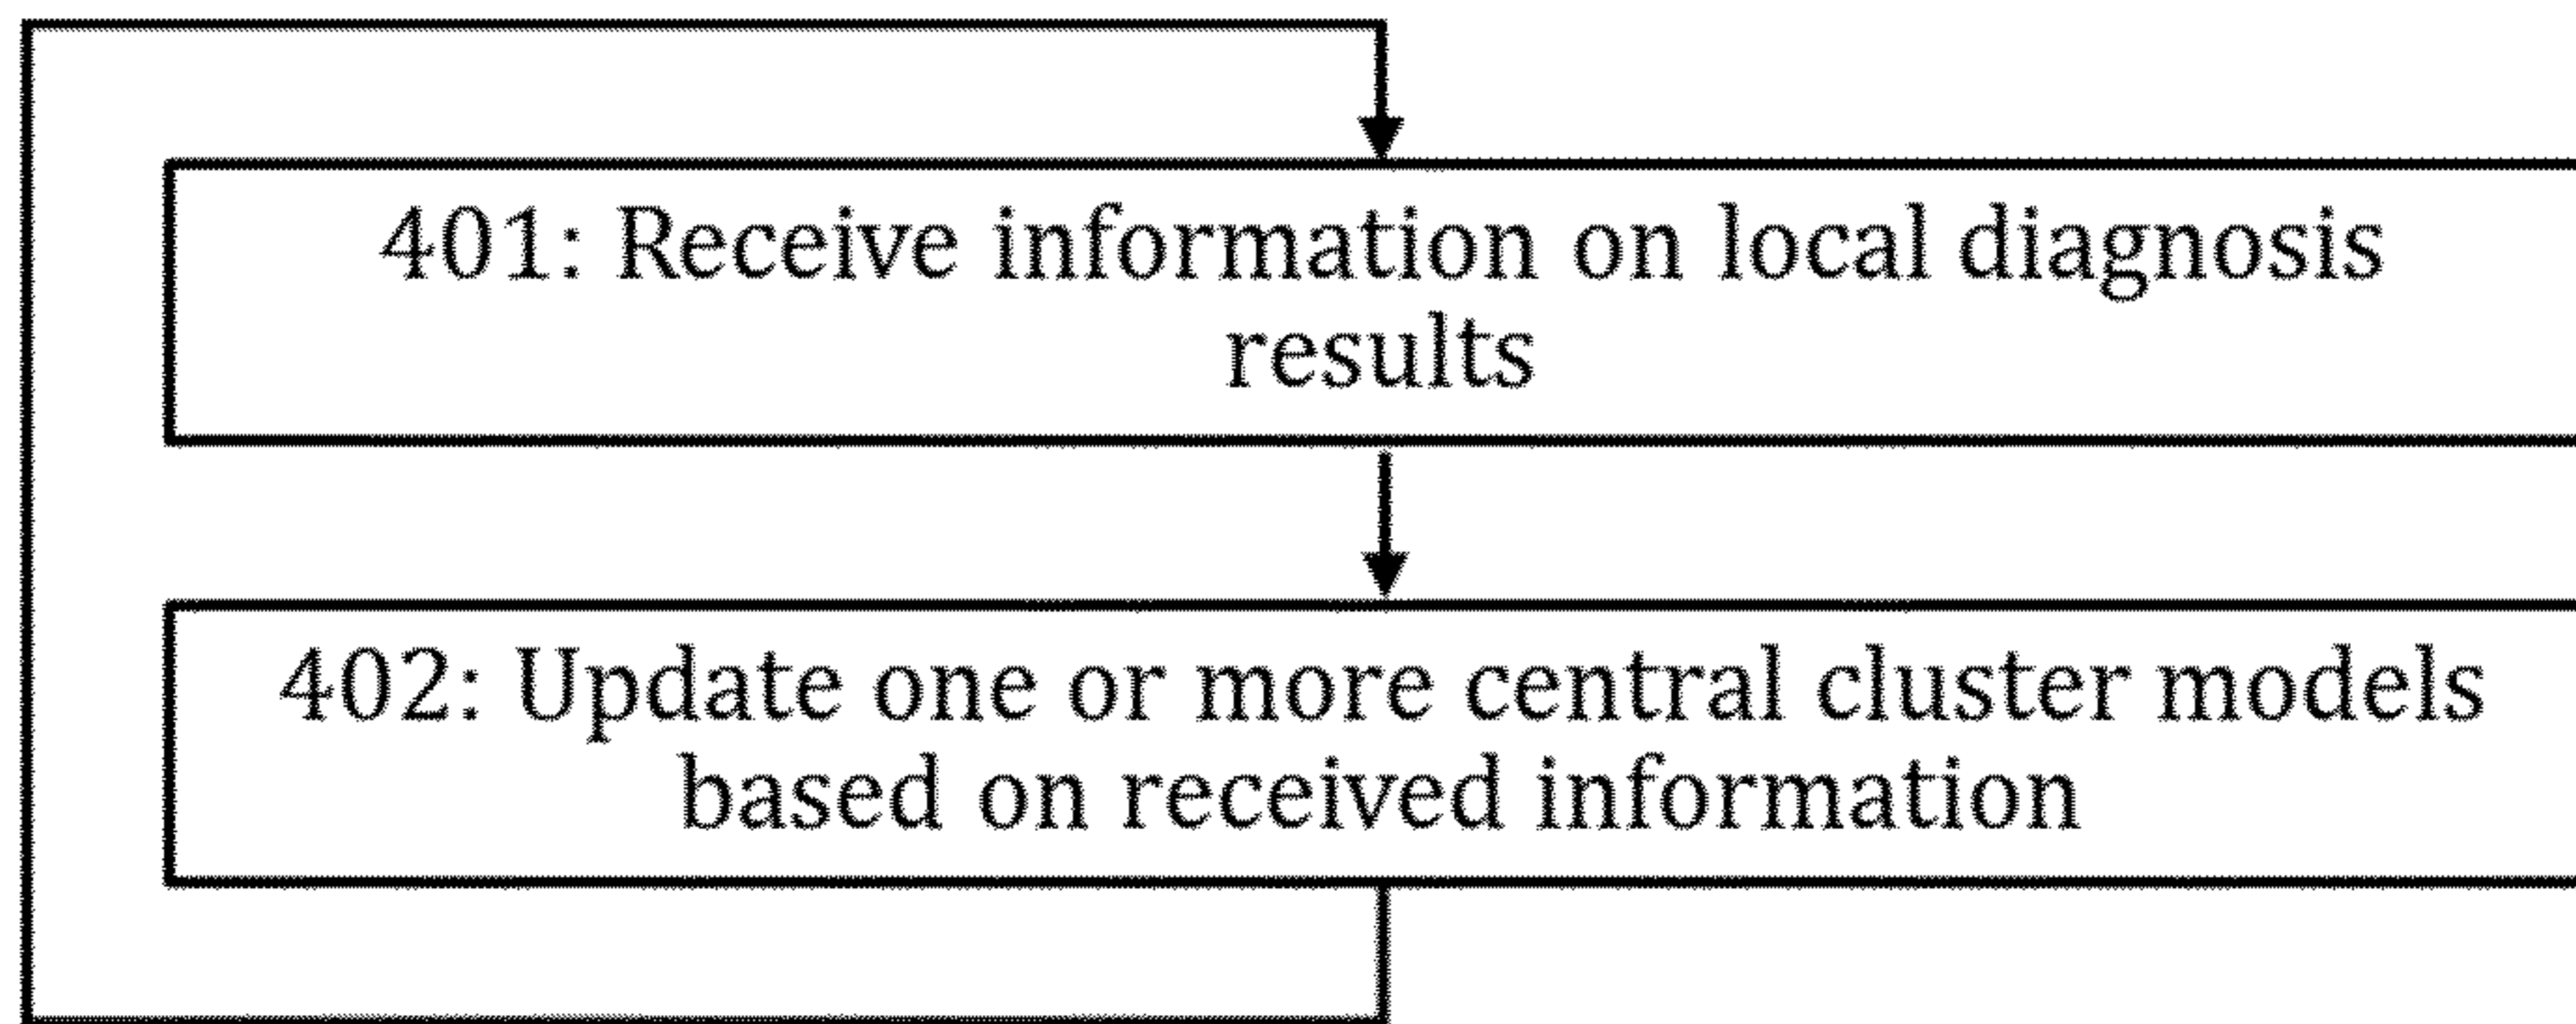 401: Receive information on local diagnosis
results
402: Update one or more central cluster models
based on received information